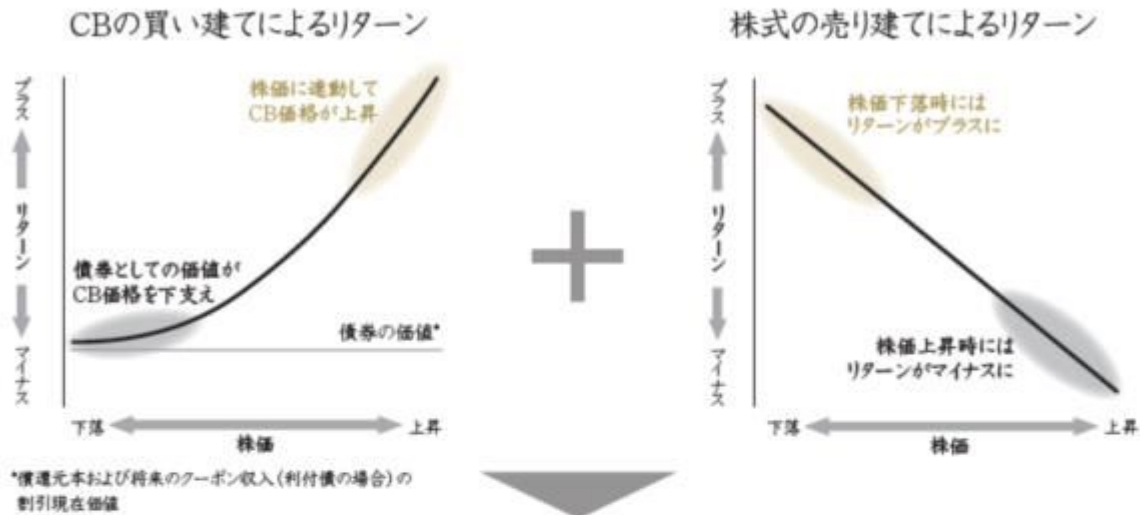 CBの買い建てによるリターン
プラス
リターン
マイナス
株価に連動して
CB価格が上昇
債券としての価値が
CB価格を下支え
債券の価値*
下落
上昇
株価
*償還元本および将来のクーポン収入(利付債の場合)の
割引現在価値
+
株式の売り建てによるリターン
プラス
リターン
マイナス
株価下落時には
リターンがプラスに
株価上昇時には
リターンがマイナスに
下落
上昇
株価